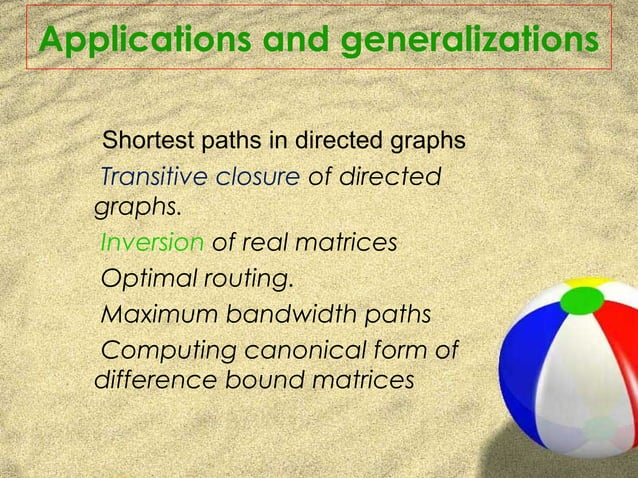 Applications and generalizations
Shortest paths in directed graphs
Transitive closure of directed
graphs.
Inversion of real matrices
Optimal routing.
Maximum bandwidth paths
Computing canonical form of
difference bound matrices